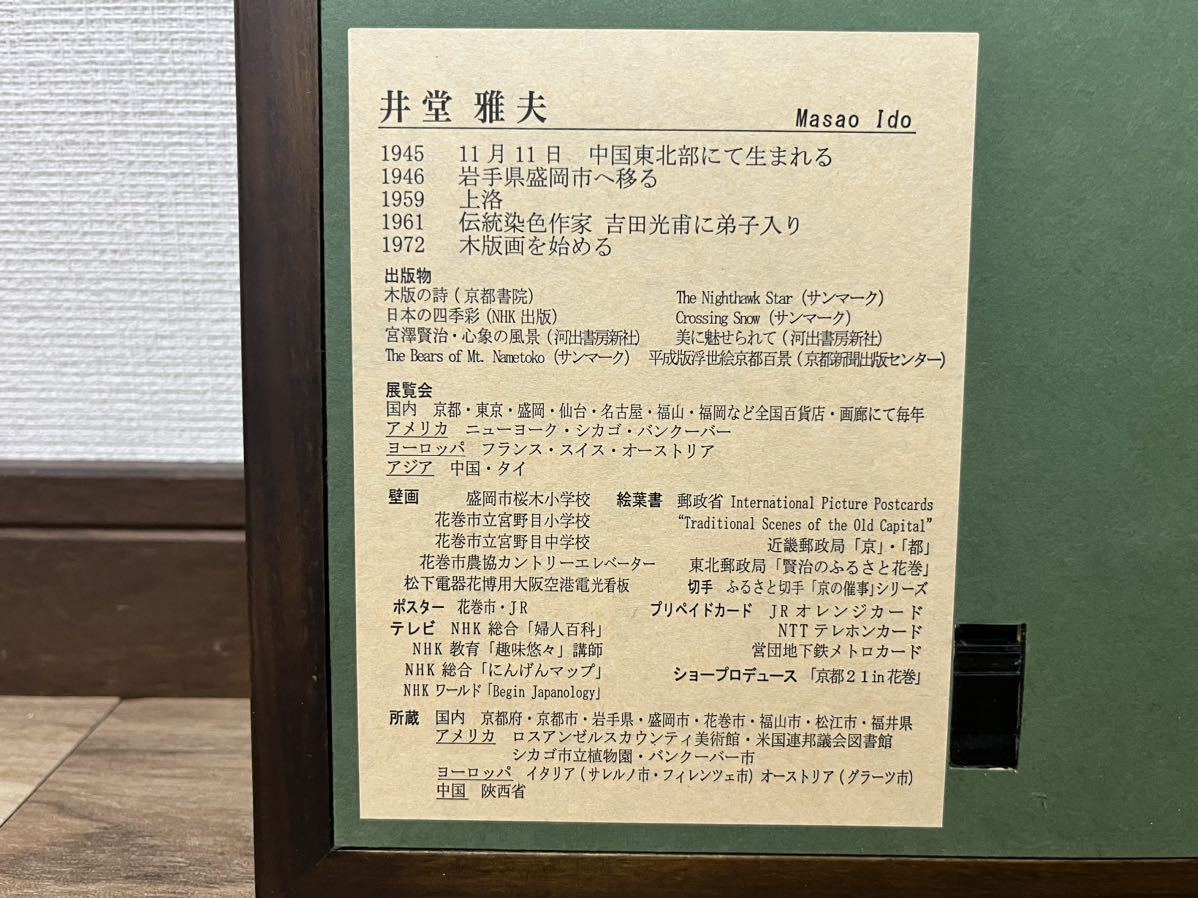 井堂 雅夫 Masao Ido
1945 11月11日 中国東北部にて生まれる
1946 岩手県盛岡市へ移る
1959 上洛
1961 伝統染色作家 吉田光甫に弟子入り
1972 木版画を始める
出版物
木版の詩 (京都書院) The Nighthawk Star (サンマーク)
日本の四季彩 (NHK 出版) Crossing Snow (サンマーク)
宮澤賢治・心象の風景 (河出書房新社) 美に魅せられて (河出書房新社)
The Bears of Mt. Nametoko (サンマーク) 平成版浮世絵京都百景 (京都新聞出版センター)
展覧会
国内 京都・東京・盛岡・仙台・名古屋・福山・福岡など全国百貨店・画廊にて毎年
アメリカ ニューヨーク・シカゴ・バンクーバー
ヨーロッパ フランス・スイス・オーストリア
アジア 中国・タイ
壁画 盛岡市桜木小学校
花巻市立宮野目小学校
花巻市立宮野目中学校
花巻市農協カントリーエレベーター
松下電器花博用大阪空港電光看板
絵葉書 郵政省 International Picture Postcards
“Traditional Scenes of the Old Capital”
近畿郵政局「京」・「都」
東北郵政局「賢治のふるさと花巻」
切手 ふるさと切手「京の催事」シリーズ
ポスター 花巻市・JR
テレビ NHK 総合「婦人百科」
NHK 教育「趣味悠々」講師
NHK 総合「にんげんマップ」
NHK ワールド「Begin Japanology」
プリペイドカード JR オレンジカード
NTT テレホンカード
営団地下鉄メトロカード
ショープロデュース 「京都21in花巻」
所蔵 国内 京都府・京都市・岩手県・盛岡市・花巻市・福山市・松江市・福井県
アメリカ ロスアンゼルスカウンティ美術館・米国連邦議会図書館
シカゴ市立植物園・バンクーバー市
ヨーロッパ イタリア (サレルノ市・フィレンツェ市) オーストリア (グラーツ市)
中国 陝西省